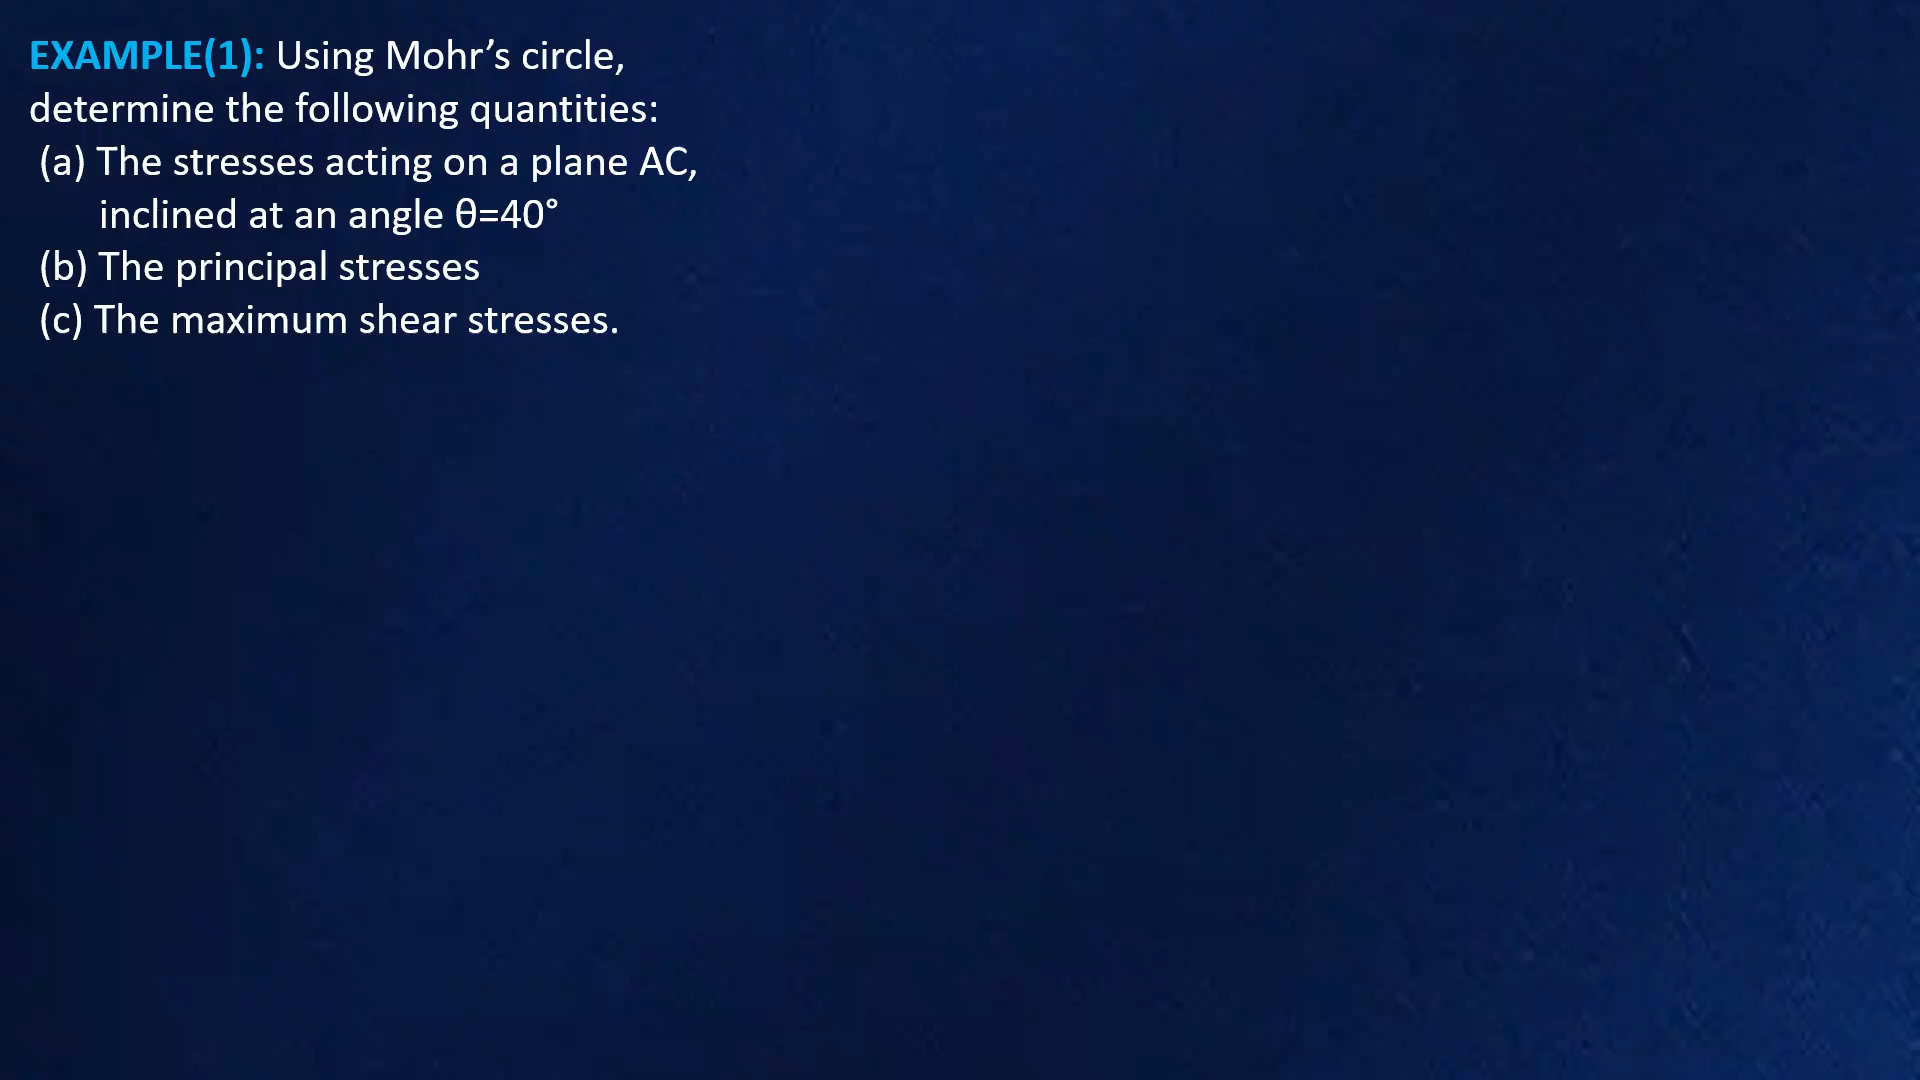 EXAMPLE(1): Using Mohr’s circle,
determine the following quantities:
(a) The stresses acting on a plane AC,
inclined at an angle θ=40°
(b) The principal stresses
(c) The maximum shear stresses.